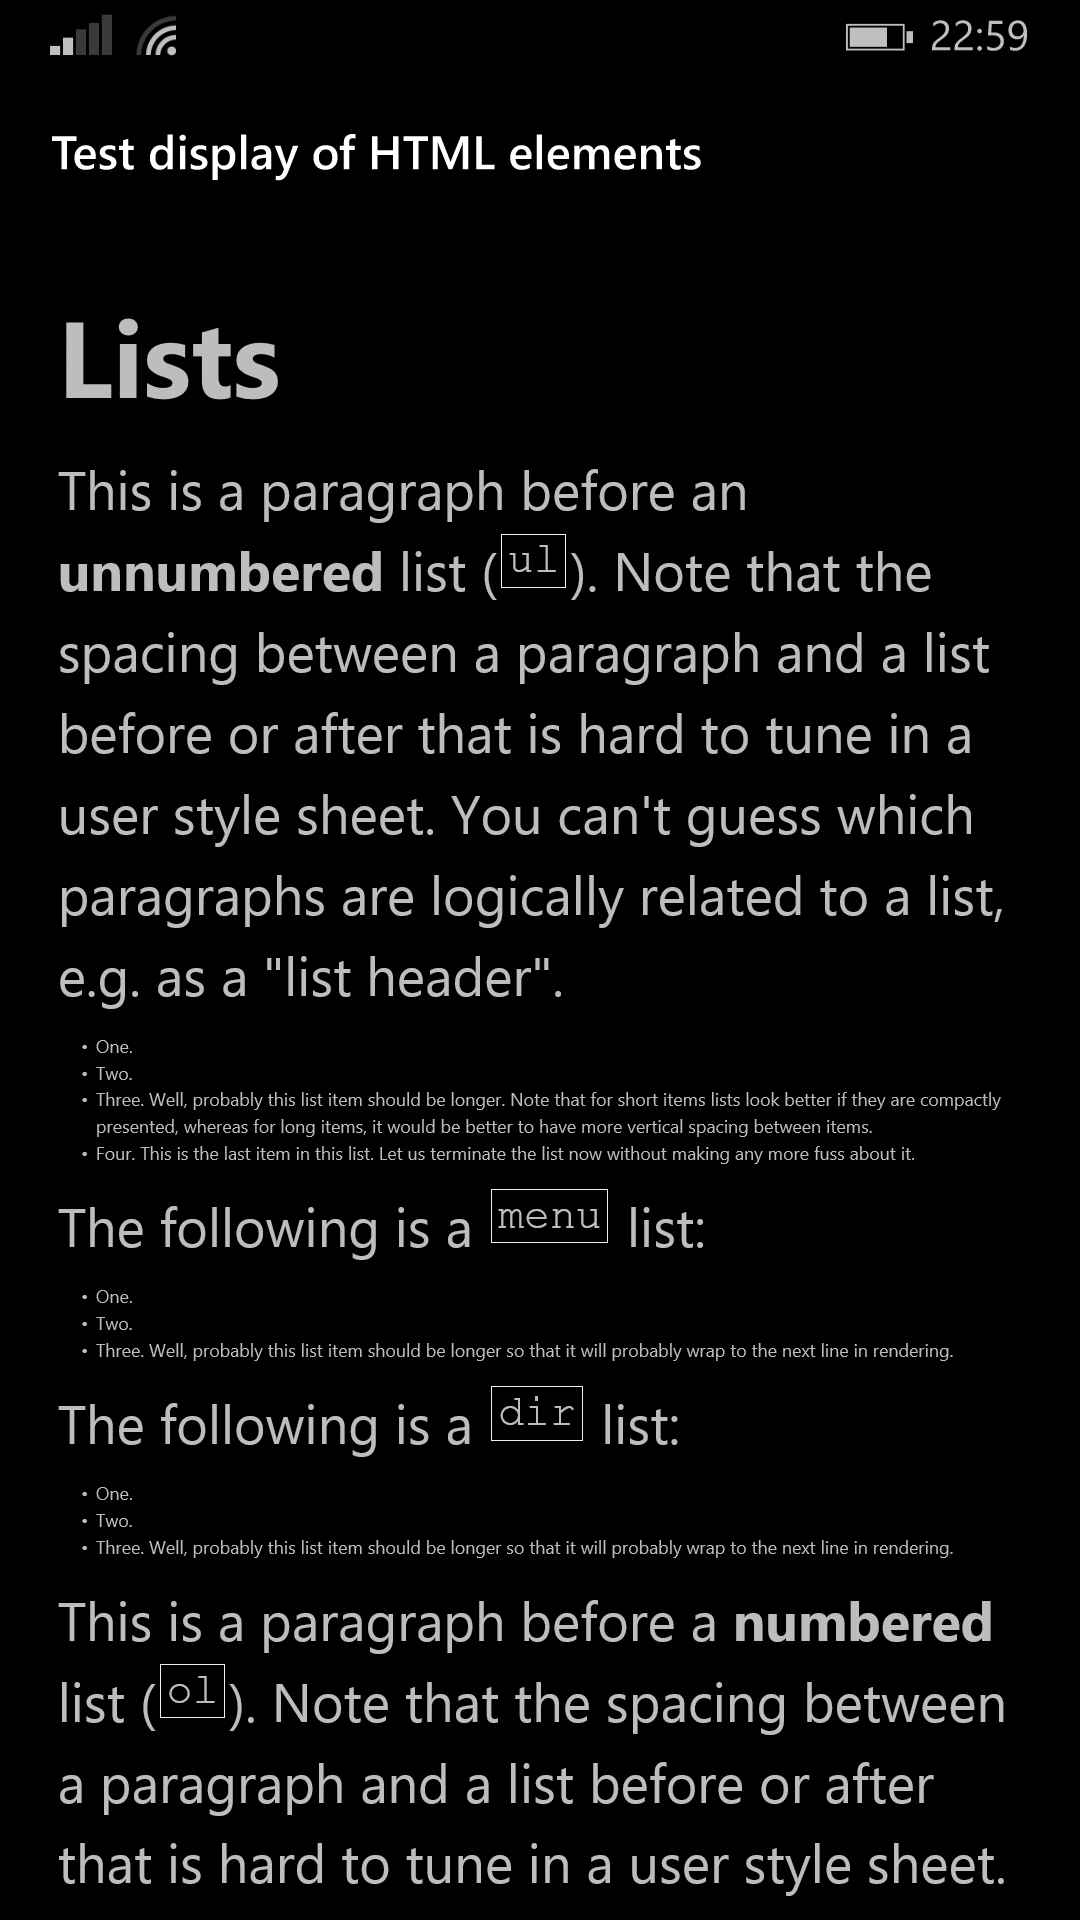 22:59
Test display of HTML elements
Lists
This is a paragraph before an
unnumbered list (ul). Note that the
spacing between a paragraph and a list
before or after that is hard to tune in a
user style sheet. You can't guess which
paragraphs are logically related to a list,
e.g. as a "list header".
• One.
• Two.
• Three. Well, probably this list item should be longer. Note that for short items lists look better if they are compactly
presented, whereas for long items, it would be better to have more vertical spacing between items.
• Four. This is the last item in this list. Let us terminate the list now without making any more fuss about it.
The following is a menu list:
• One.
• Two.
• Three. Well, probably this list item should be longer so that it will probably wrap to the next line in rendering.
The following is a dir list:
• One.
• Two.
• Three. Well, probably this list item should be longer so that it will probably wrap to the next line in rendering.
This is a paragraph before a numbered
list (ol). Note that the spacing between
a paragraph and a list before or after
that is hard to tune in a user style sheet.